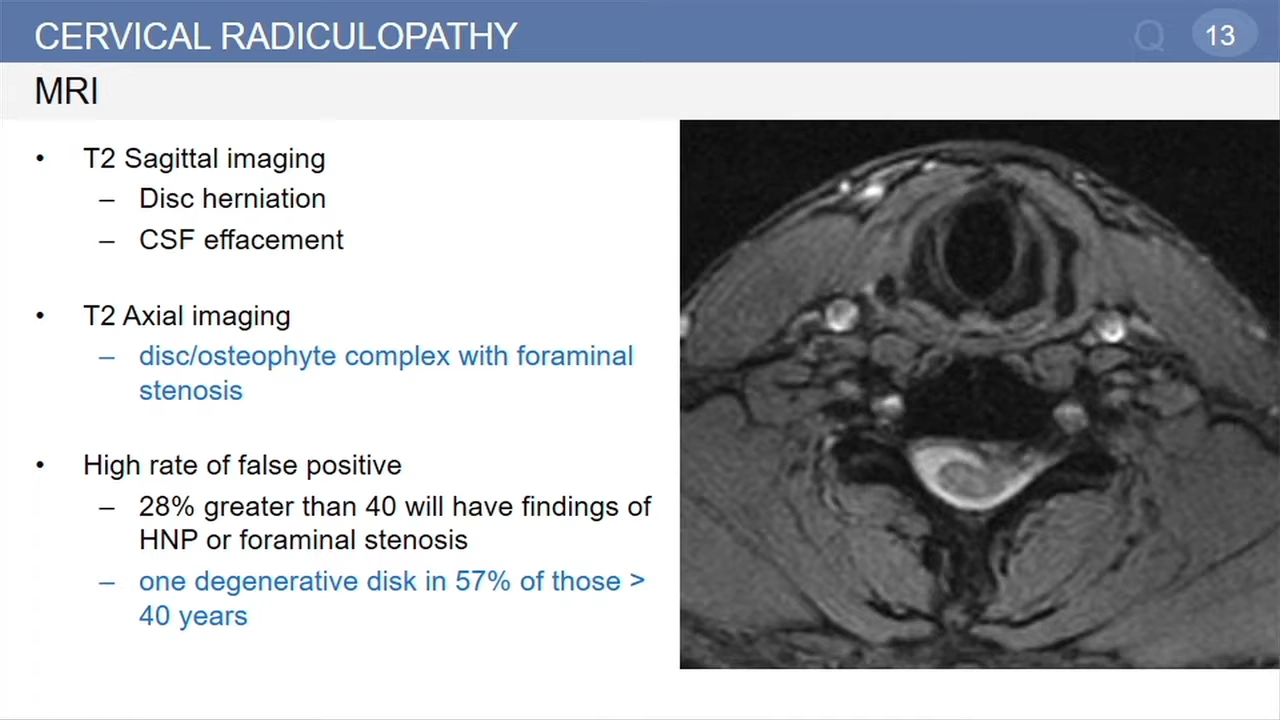 CERVICAL RADICULOPATHY
Q 13
MRI
• T2 Sagittal imaging
– Disc herniation
– CSF effacement
• T2 Axial imaging
– disc/osteophyte complex with foraminal
stenosis
• High rate of false positive
– 28% greater than 40 will have findings of
HNP or foraminal stenosis
– one degenerative disk in 57% of those >
40 years